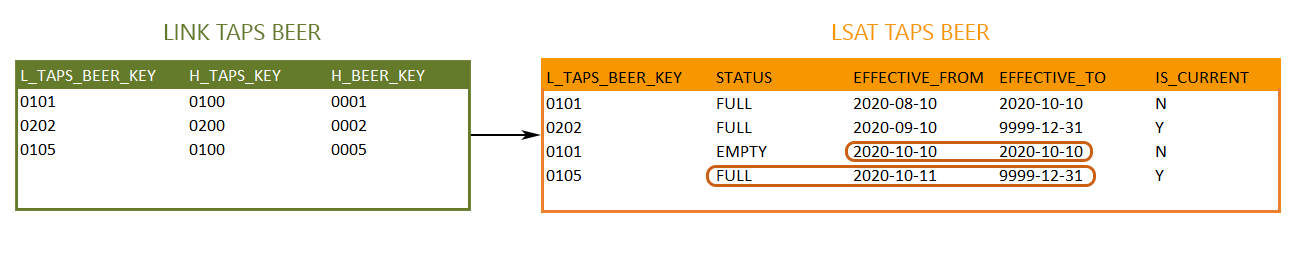 LINK TAPS BEER
L_TAPS_BEER_KEY H_TAPS_KEY H_BEER_KEY
0101 0100 0001
0202 0200 0002
0105 0100 0005
LSAT TAPS BEER
L_TAPS_BEER_KEY STATUS EFFECTIVE_FROM EFFECTIVE_TO IS_CURRENT
0101 FULL 2020-08-10 2020-10-10 N
0202 FULL 2020-09-10 9999-12-31 Y
0101 EMPTY 2020-10-10 2020-10-10 N
0105 FULL 2020-10-11 9999-12-31 Y